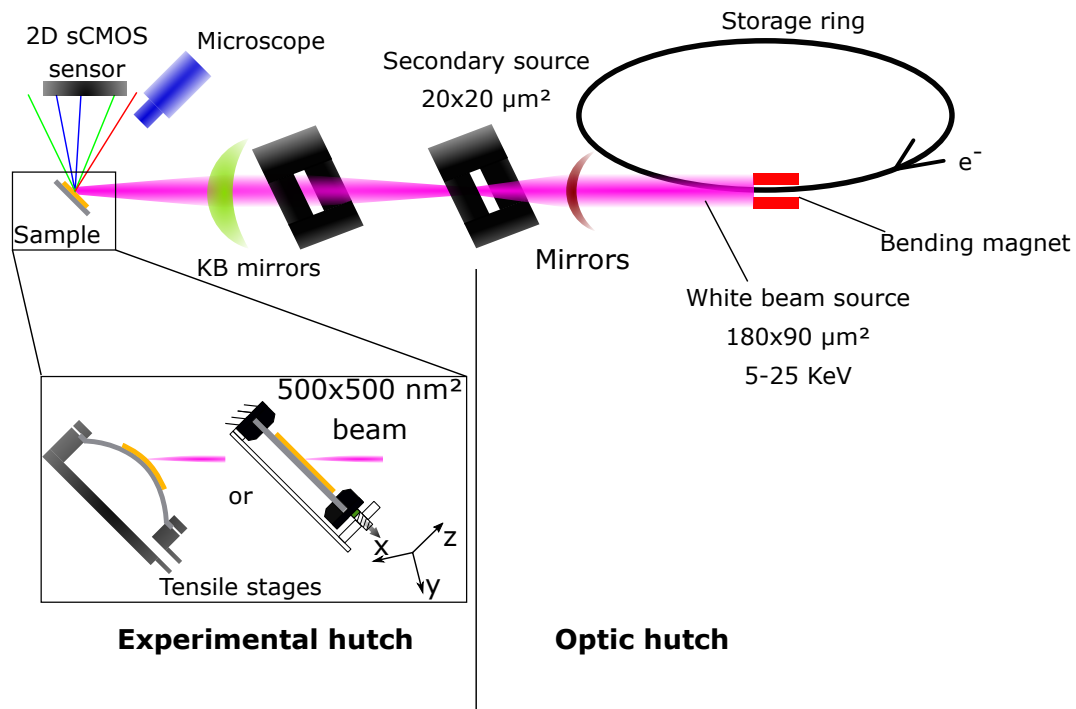 Storage ring
2D sCMOS
sensor
Microscope
Secondary source
20x20 µm²
e-
Sample
KB mirrors
Mirrors
Bending magnet
White beam source
180x90 µm²
5-25 KeV
500x500 nm²
beam
or
x
z
y
Tensile stages
Experimental hutch
Optic hutch